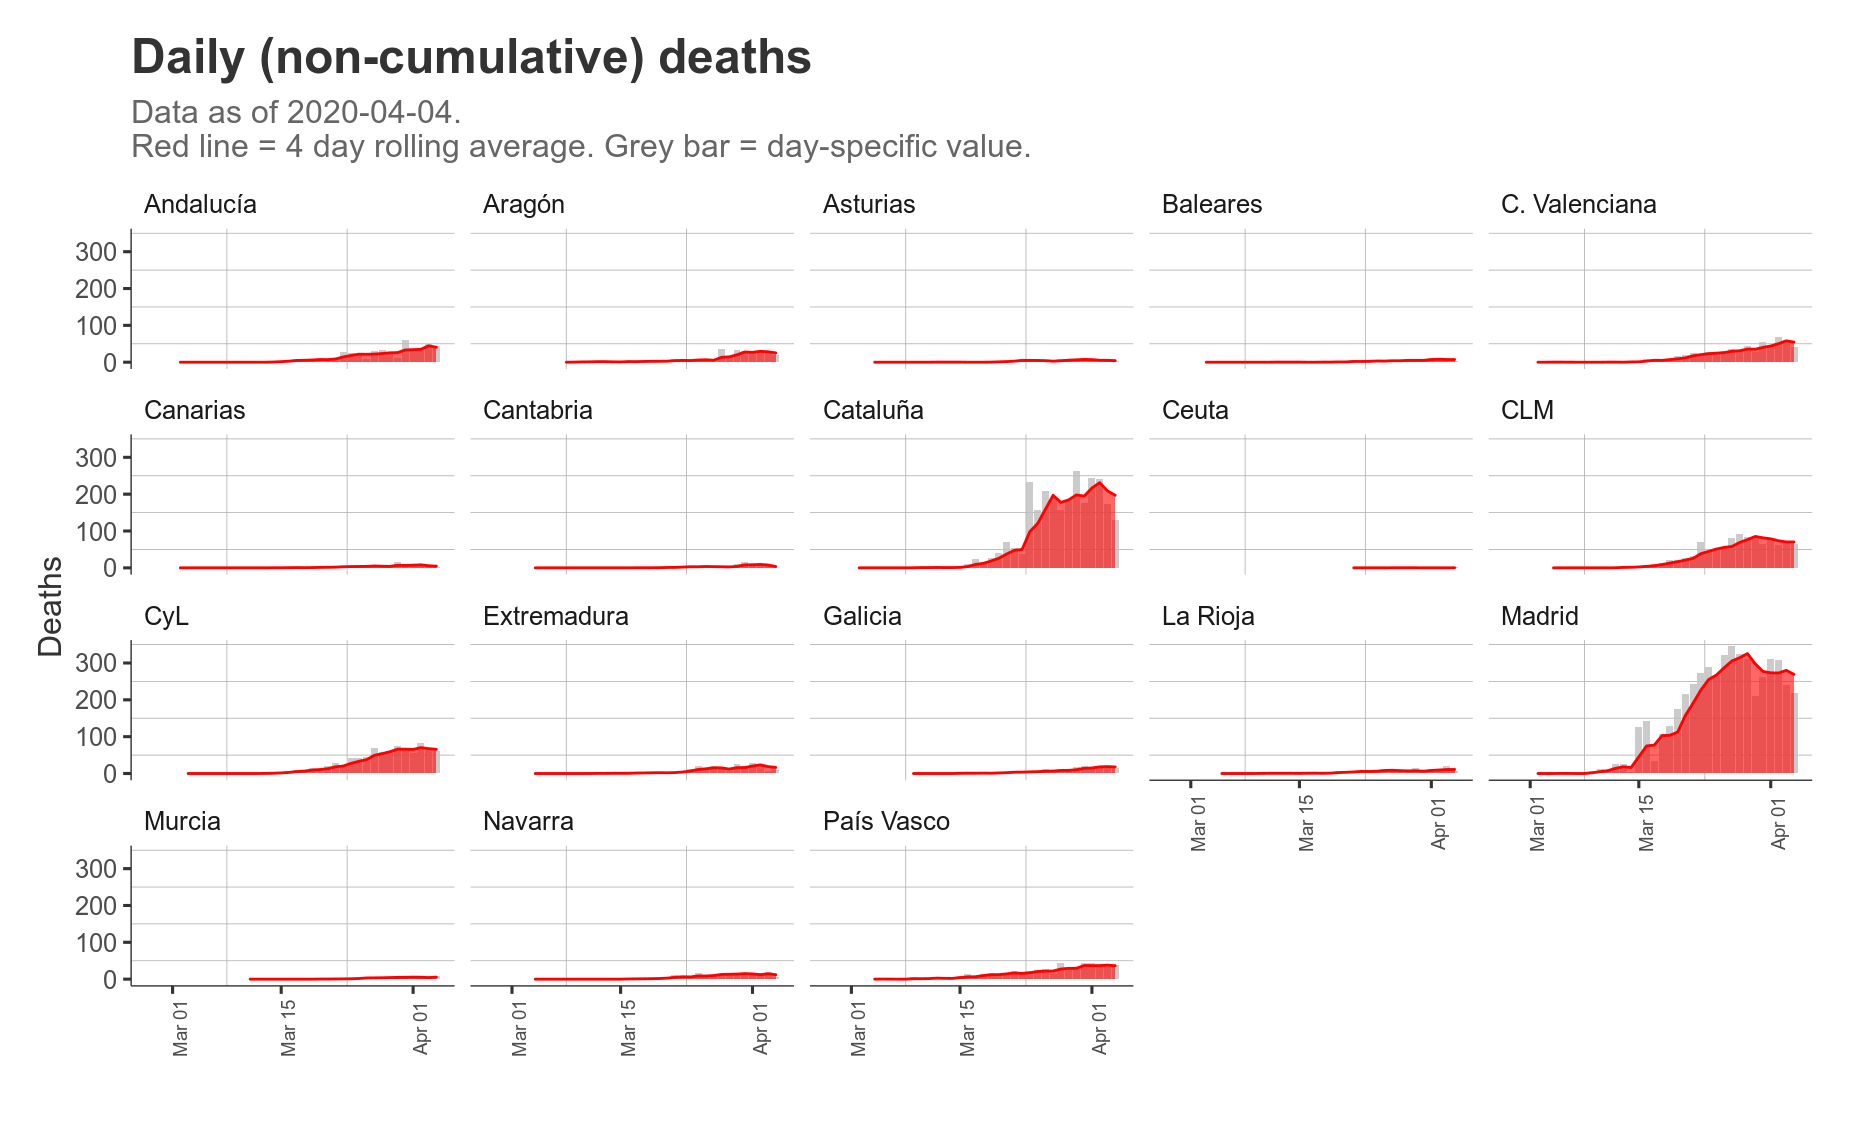 Daily (non-cumulative) deaths
Data as of 2020-04-04.
Red line = 4 day rolling average. Grey bar = day-specific value.
Andalucía Aragón Asturias Baleares C. Valenciana
300
200
100
0
Canarias Cantabria Cataluña Ceuta CLM
300
200
100
0
Deaths
CyL Extremadura Galicia La Rioja Madrid
300
200
100
0
Mar 01 Mar 15 Apr 01 Mar 01 Mar 15 Apr 01
Murcia Navarra País Vasco
300
200
100
0
Mar 01 Mar 15 Apr 01 Mar 01 Mar 15 Apr 01 Mar 01 Mar 15 Apr 01